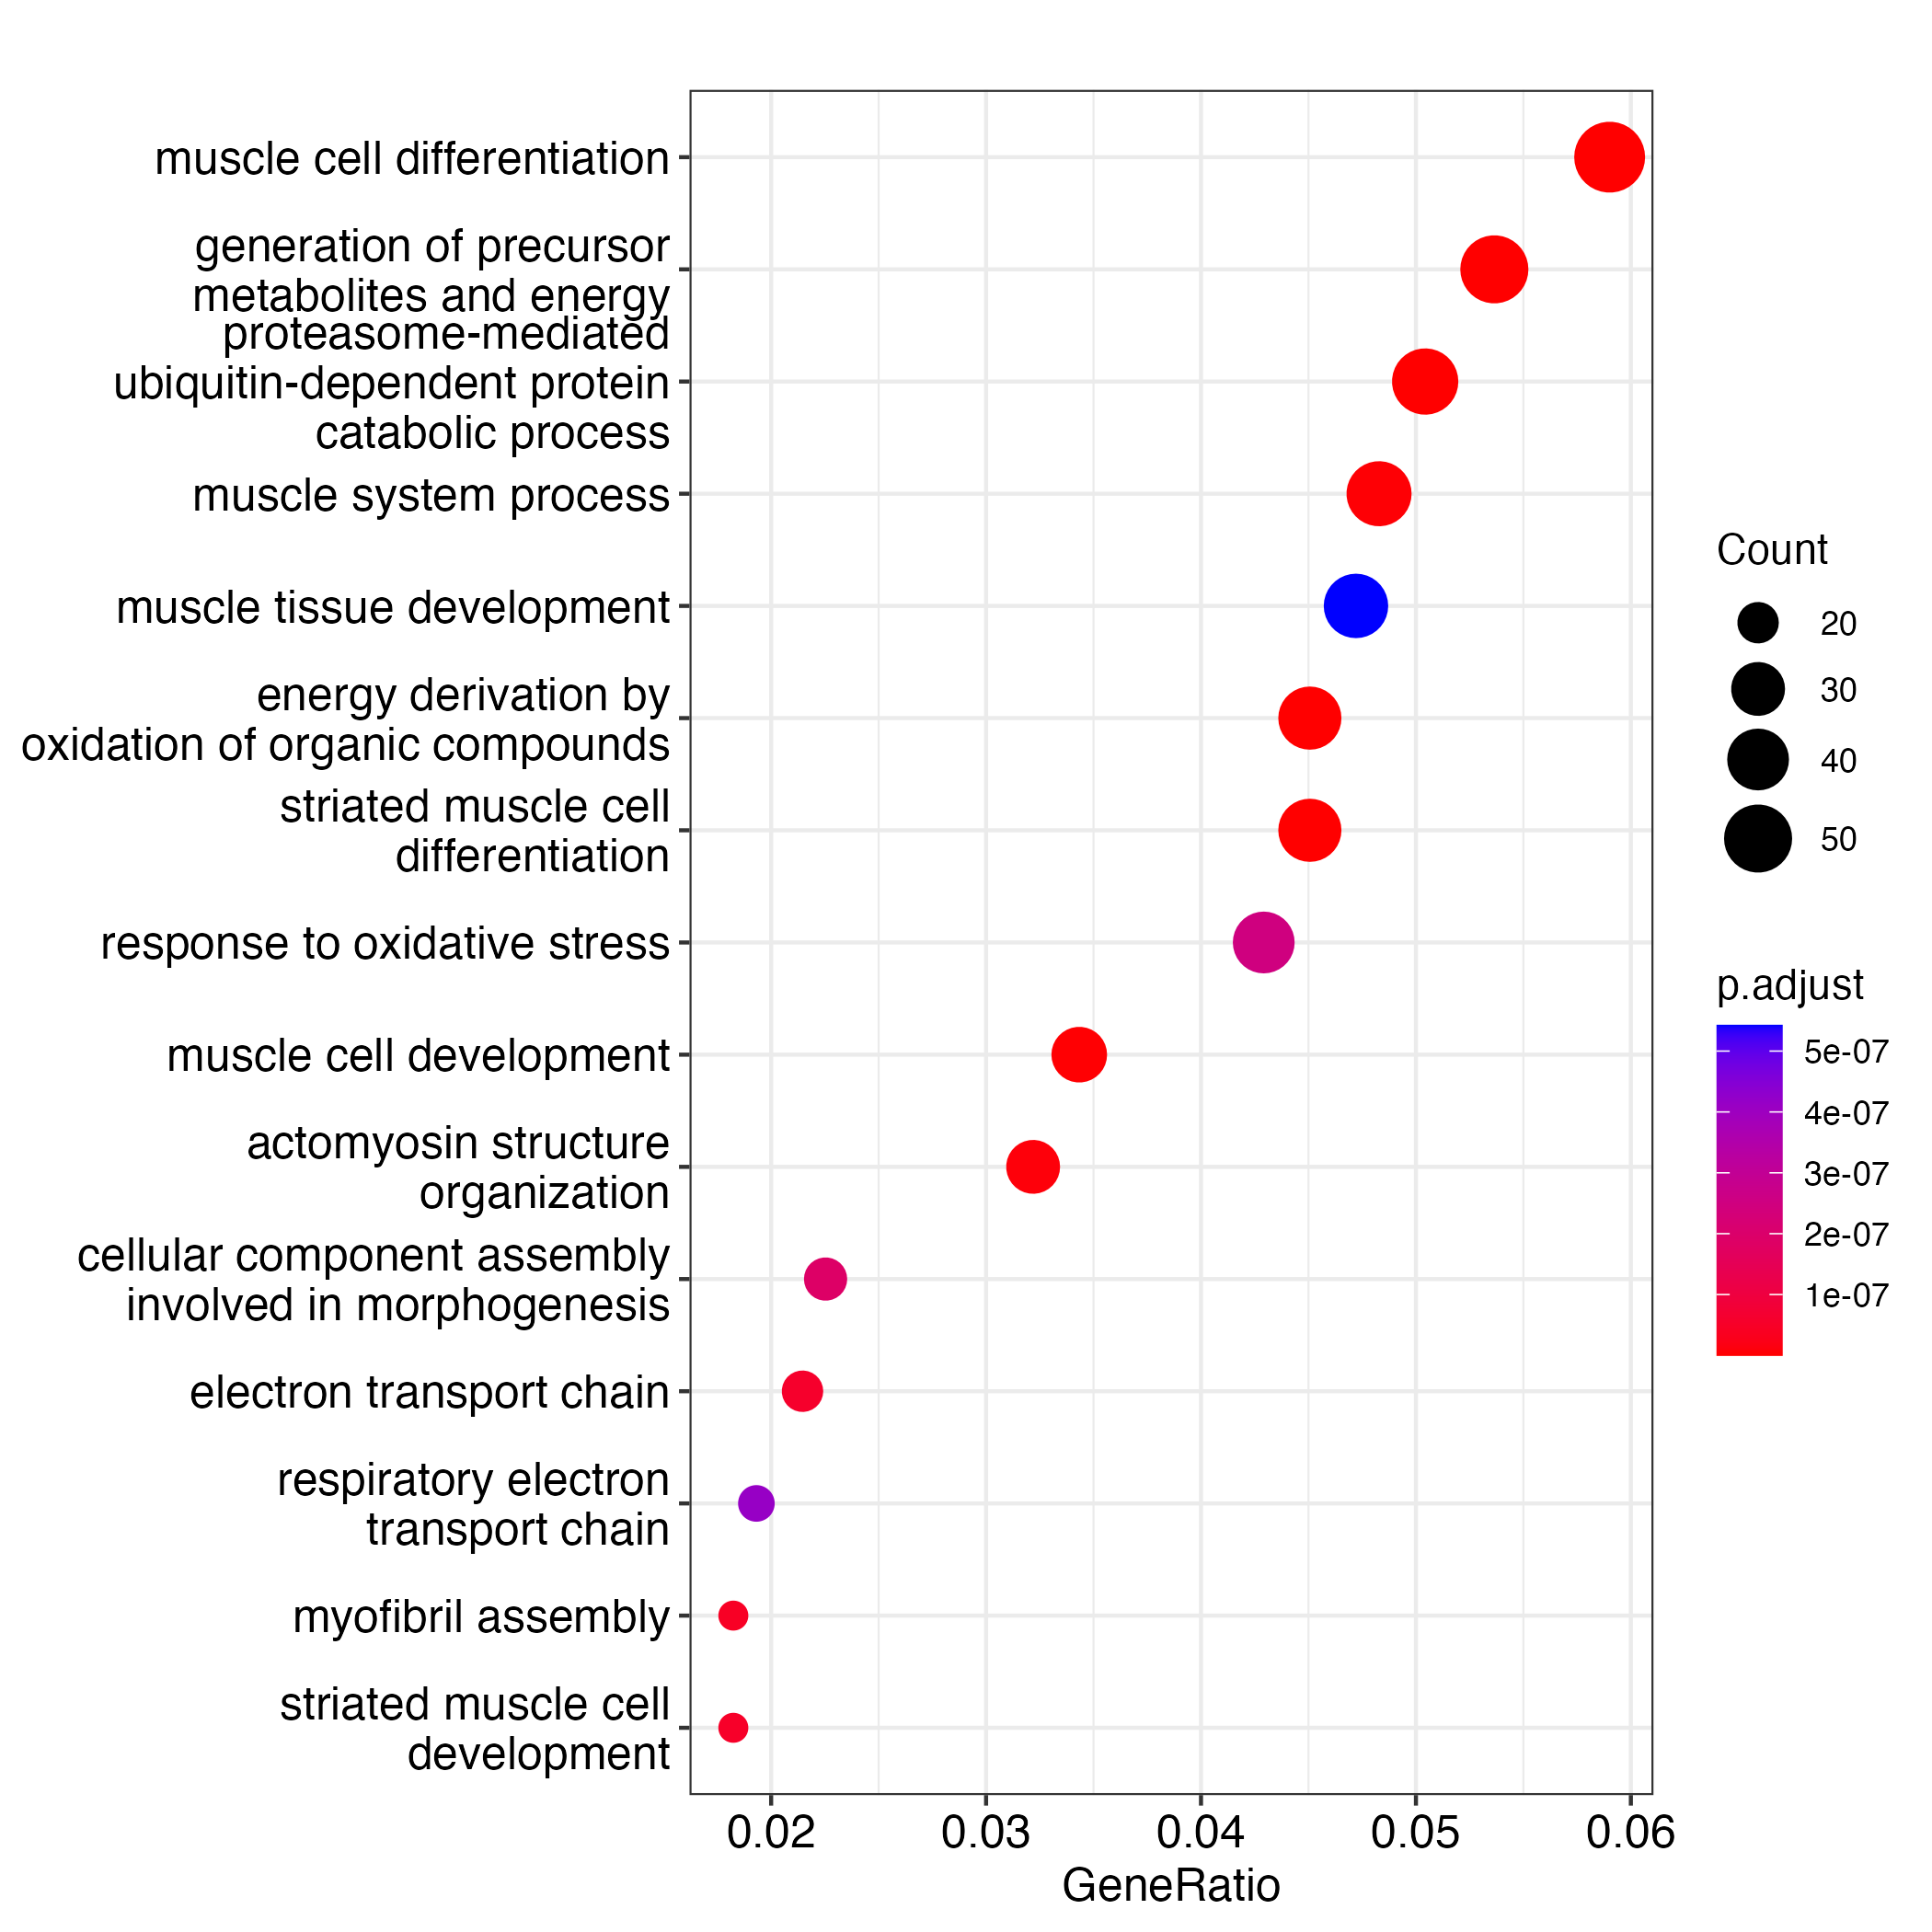 muscle cell differentiation
generation of precursor
metabolites and energy
proteasome-mediated
ubiquitin-dependent protein
catabolic process
muscle system process
muscle tissue development
energy derivation by
oxidation of organic compounds
striated muscle cell
differentiation
response to oxidative stress
muscle cell development
actomyosin structure
organization
cellular component assembly
involved in morphogenesis
electron transport chain
respiratory electron
transport chain
myofibril assembly
striated muscle cell
development
0.02
0.03
0.04
0.05
0.06
GeneRatio
Count
20
30
40
50
p.adjust
5e-07
4e-07
3e-07
2e-07
1e-07